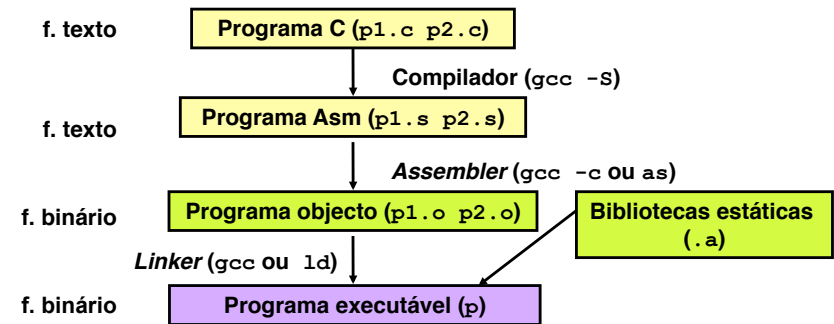 f. texto
Programa C (p1.c p2.c)
Compilador (gcc -S)
f. texto
Programa Asm (p1.s p2.s)
Assembler (gcc -c ou as)
f. binário
Programa objecto (p1.o p2.o)
Bibliotecas estáticas
(.a)
Linker (gcc ou ld)
f. binário
Programa executável (p)